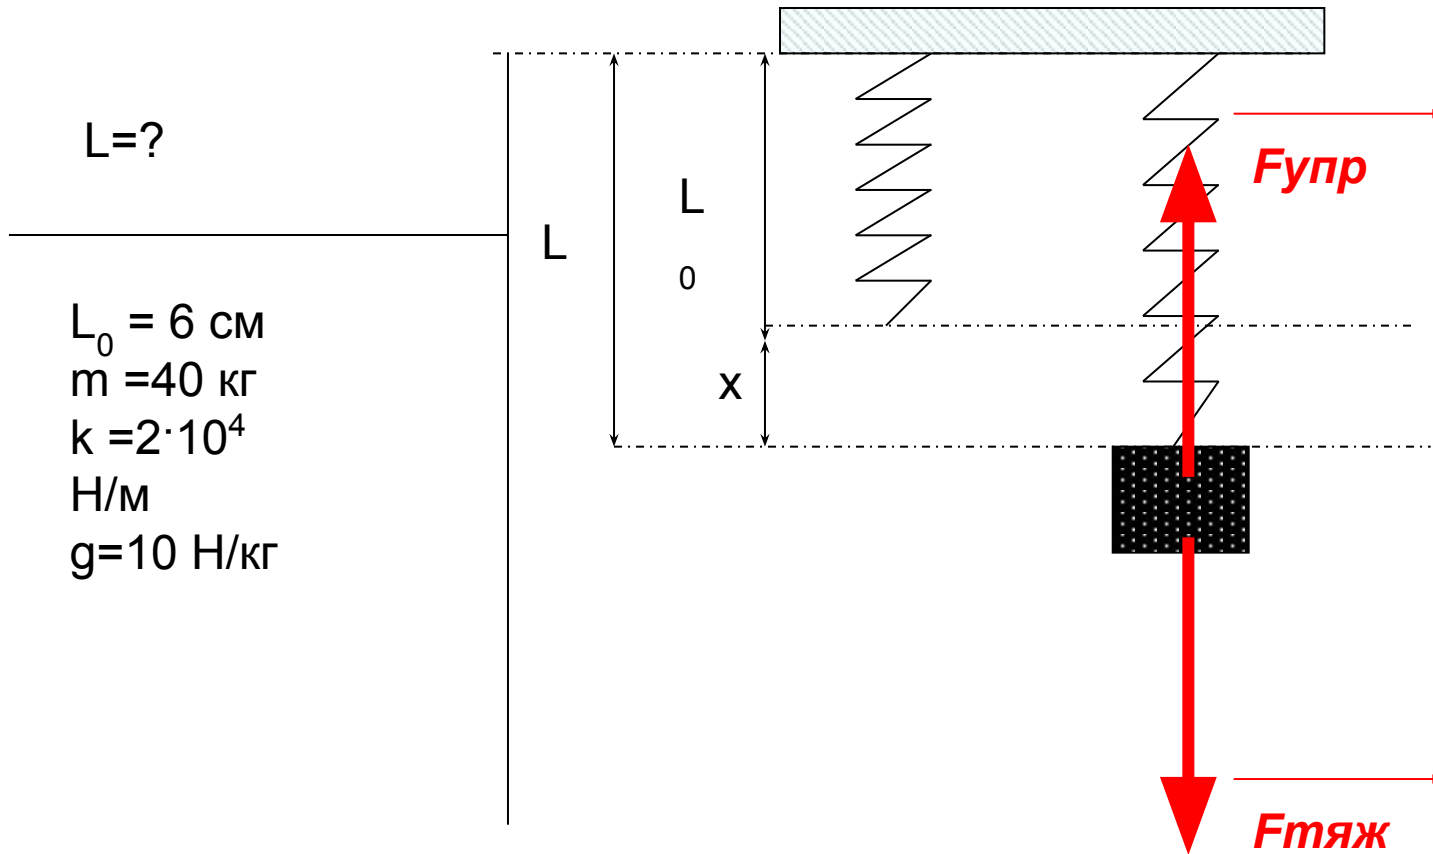 L=?
L₀ = 6 см
m =40 кг
k =2·10⁴
Н/м
g=10 Н/кг
L
L
0
x
Fупр
Fтяж